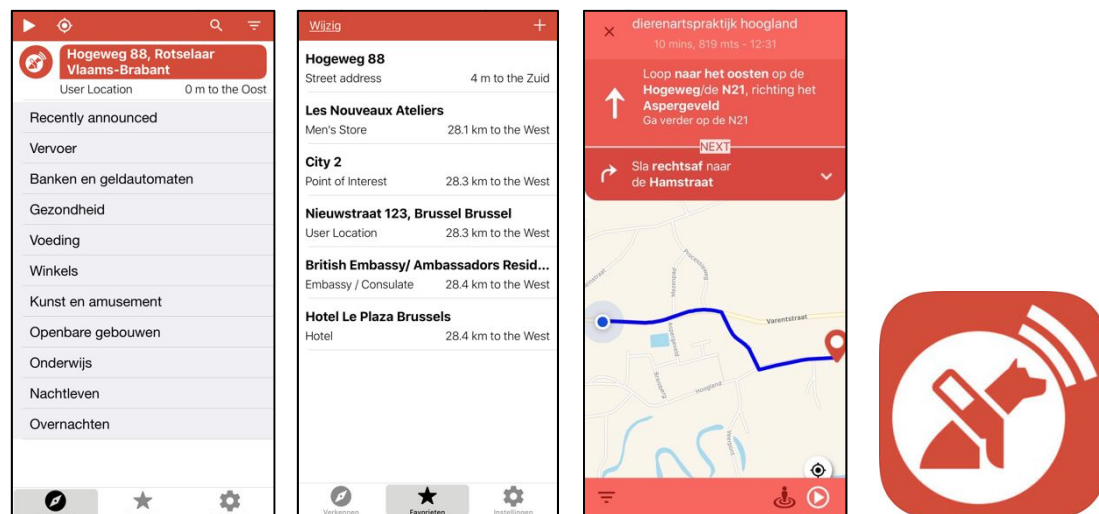 Hogeweg 88, Rotselaar
Vlaams-Brabant
User Location 0 m to the Oost
Recently announced
Vervoer
Banken en geldautomaten
Gezondheid
Voeding
Winkels
Kunst en amusement
Openbare gebouwen
Onderwijs
Nachtleven
Overnachten
Wijzig
Hogeweg 88
Street address 4 m to the Zuid
Les Nouveaux Ateliers
Men's Store 28.1 km to the West
City 2
Point of Interest 28.3 km to the West
Nieuwstraat 123, Brussel Brussel
User Location 28.3 km to the West
British Embassy/ Ambassadors Resid...
Embassy / Consulate 28.4 km to the West
Hotel Le Plaza Brussels
Hotel 28.4 km to the West
Verkennen Favorieten Instellingen
dierenartspraktijk hoogland
10 mins, 819 mts - 12:31
Loop naar het oosten op de
Hogeweg/de N21, richting het
Aspergeveld
Ga verder op de N21
NEXT
Sla rechtsaf naar
de Hamstraat
Processieweg
Varentstraat
Aspergeveld
Hoogland